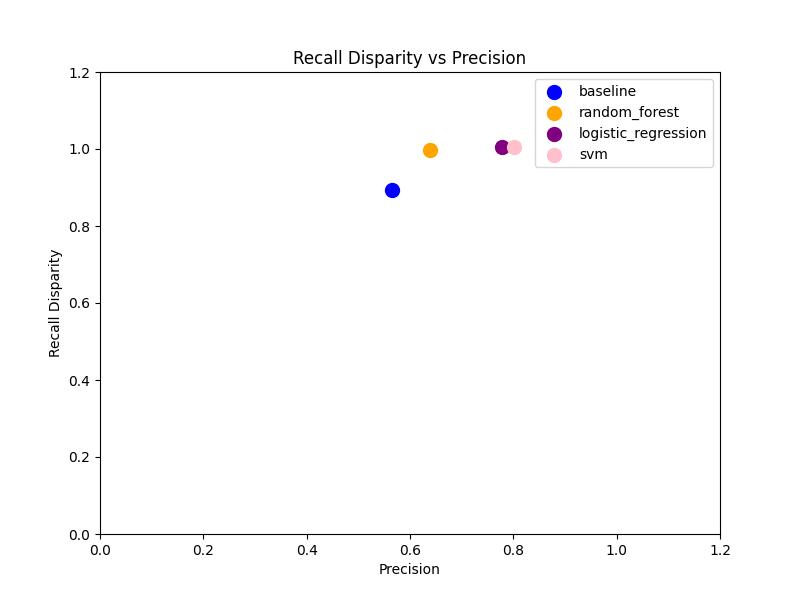 Recall Disparity vs Precision
baseline
random_forest
logistic_regression
svm
Recall Disparity
1.2
1.0
0.8
0.6
0.4
0.2
0.0
0.0 0.2 0.4 0.6 0.8 1.0 1.2
Precision